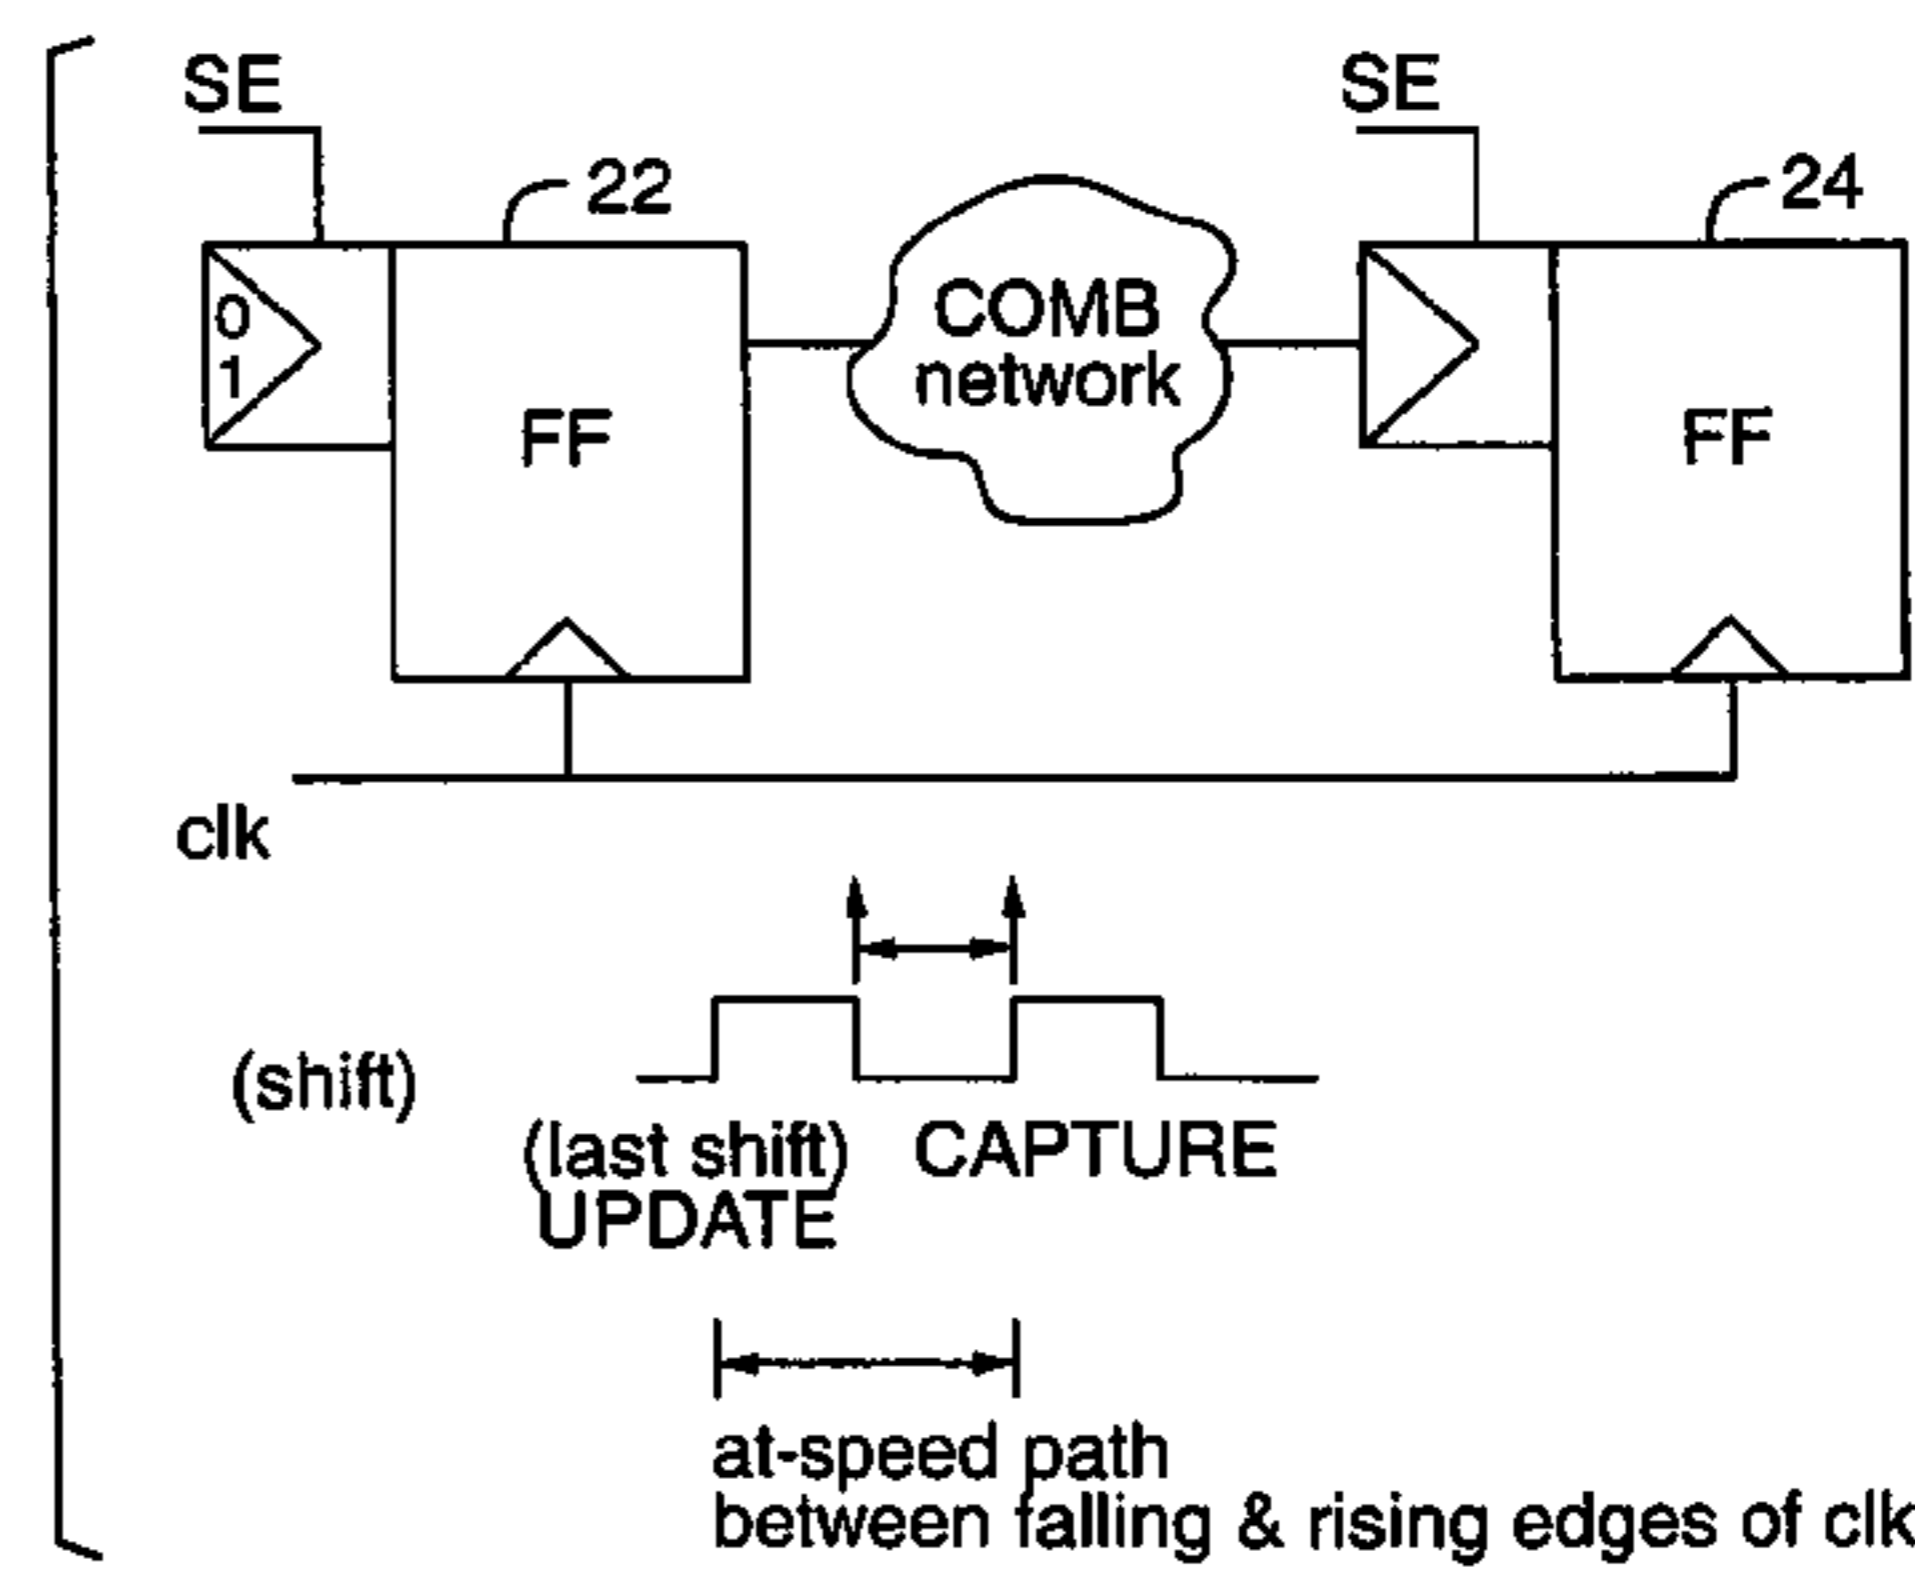 SE
SE
22
24
0
1
COMB
network
FF
FF
clk
(shift)
(last shift) CAPTURE
UPDATE
at-speed path
between falling & rising edges of clk